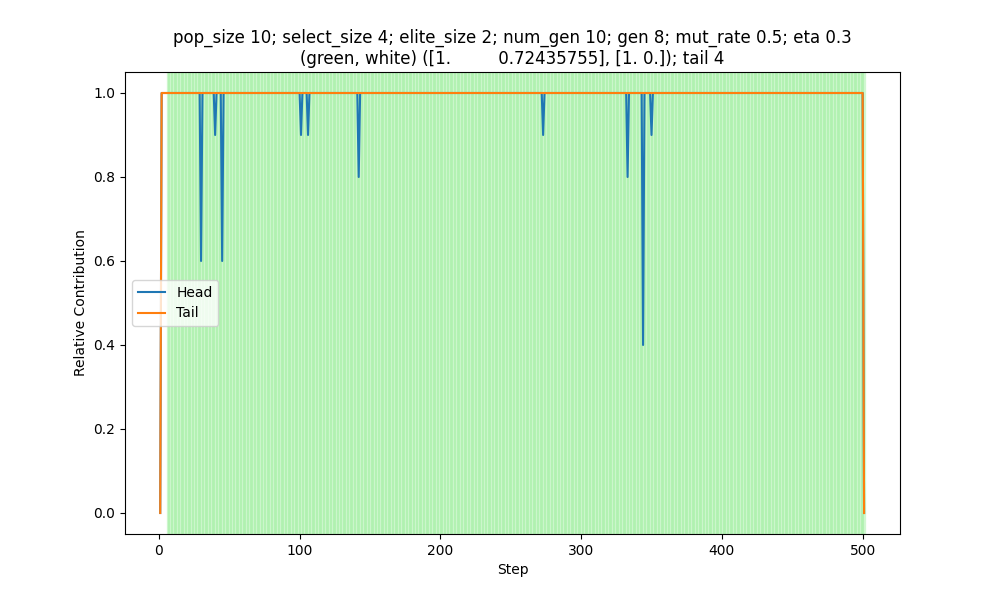 pop_size 10; select_size 4; elite_size 2; num_gen 10; gen 8; mut_rate 0.5; eta 0.3
(green, white) ([1.         0.72435755], [1. 0.]); tail 4
1.0
0.8
0.6
0.4
0.2
0.0
Relative Contribution
Head
Tail
0
100
200
300
400
500
Step